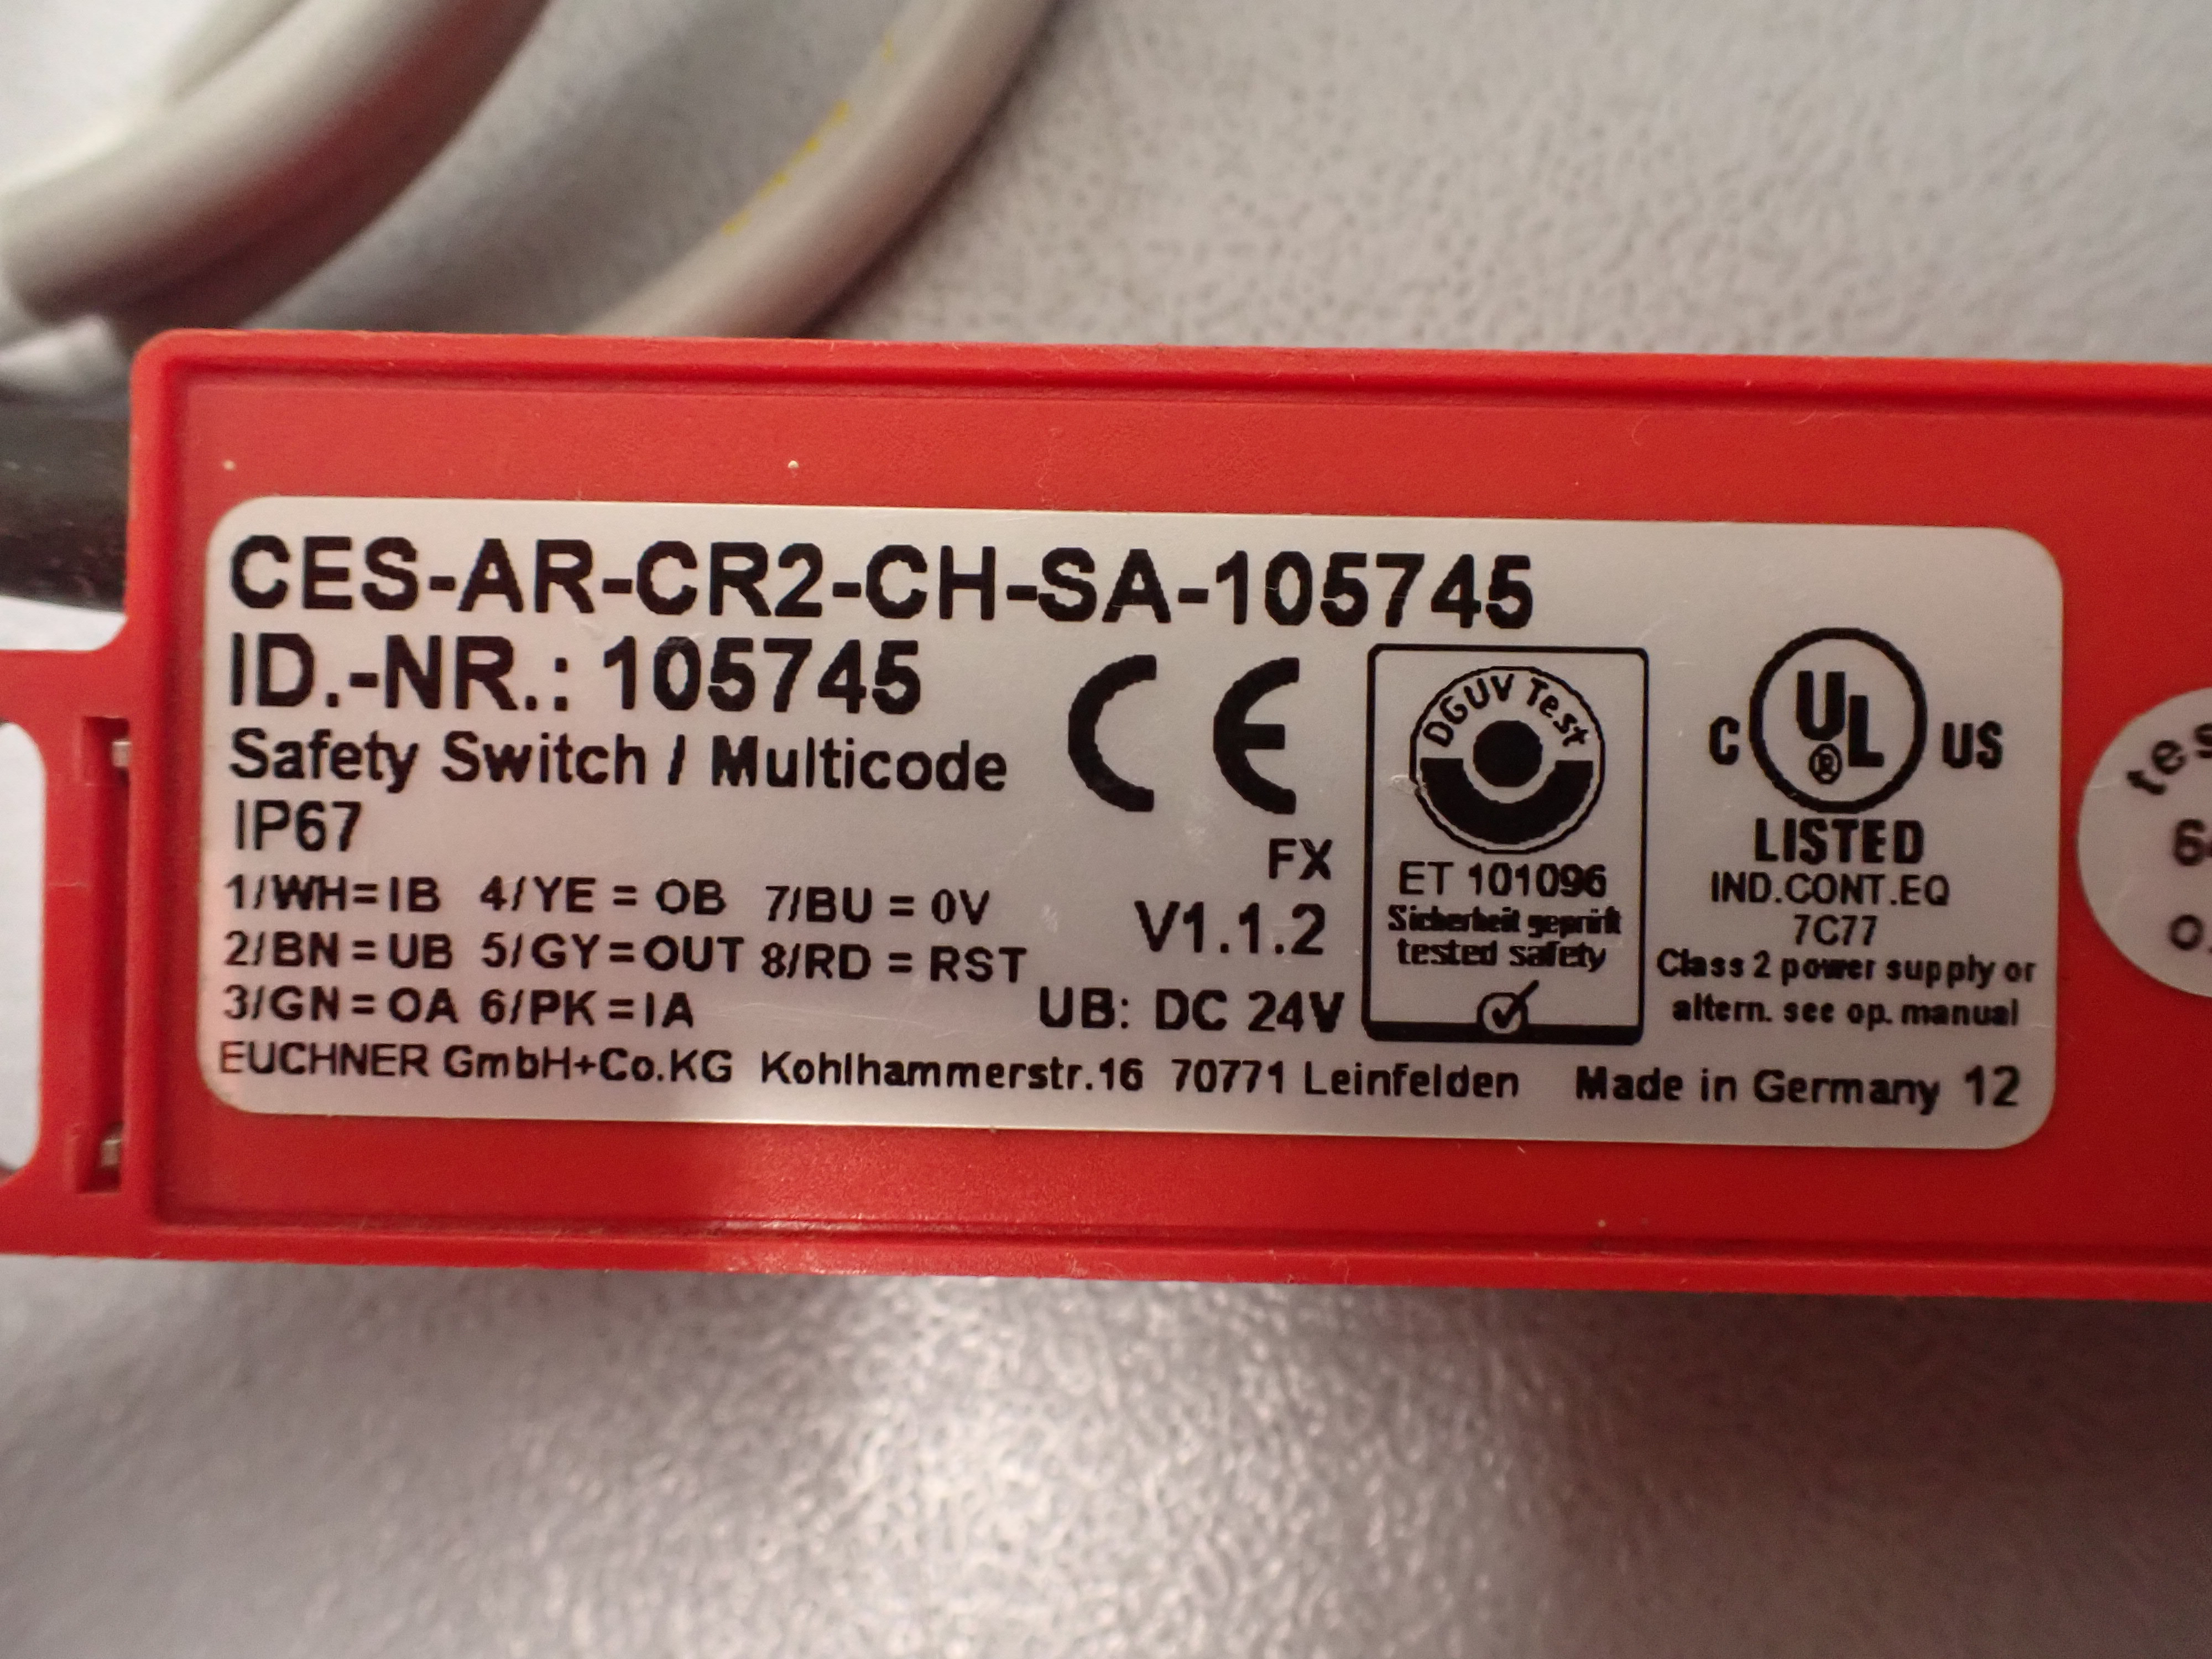 CES-AR-CR2-CH-SA-105745
ID.-NR.: 105745
Safety Switch / Multicode
IP67
1/WH=IB 4/YE = OB 7/BU = 0V
2/BN=UB 5/GY=OUT 8/RD = RST
3/GN=OA 6/PK=IA
CE
FX
V1.1.2
UB: DC 24V
DGUV Test
ET 101096
Sicherheit geprüft
tested safety
C UL ® US
LISTED
IND.CONT.EQ
7C77
Class 2 power supply or
altern. see op. manual
EUCHNER GmbH+Co.KG Kohlhammerstr.16 70771 Leinfelden Made in Germany 12